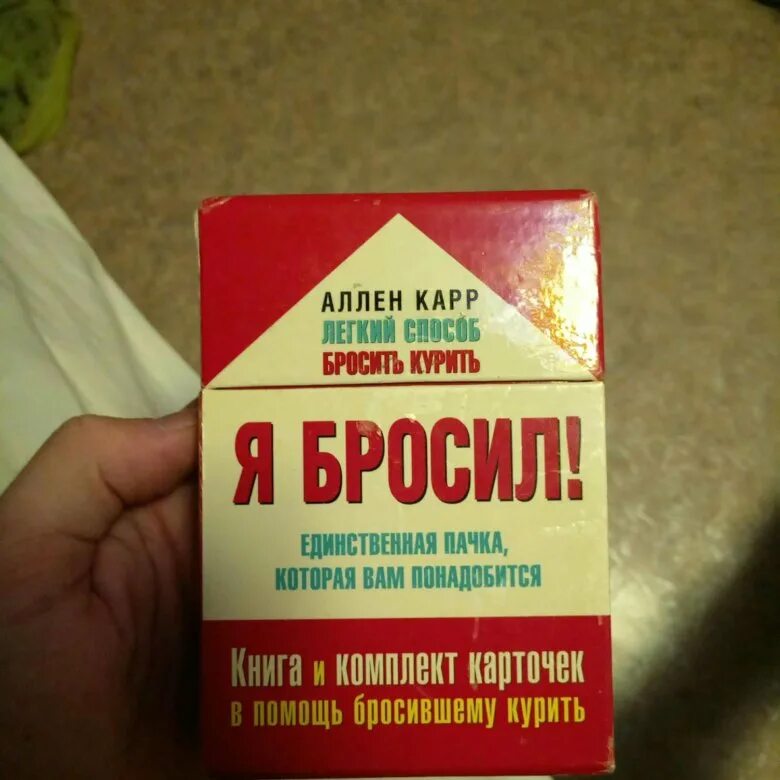 АЛЛЕН КАРР
ЛЕГКИЙ СПОСОБ
БРОСИТЬ КУРИТЬ
Я БРОСИЛ!
ЕДИНСТВЕННАЯ ПАЧКА,
КОТОРАЯ ВАМ ПОНАДОБИТСЯ
Книга и комплект карточек
в помощь бросившему курить